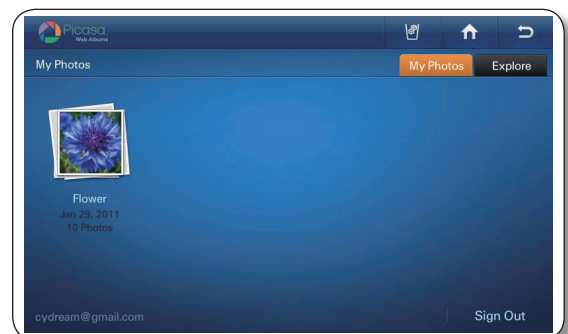 Picasa
Web Albums
My Photos
My Photos
Explore
Flower
Jan 29, 2011
10 Photos
cydream@gmail.com
Sign Out